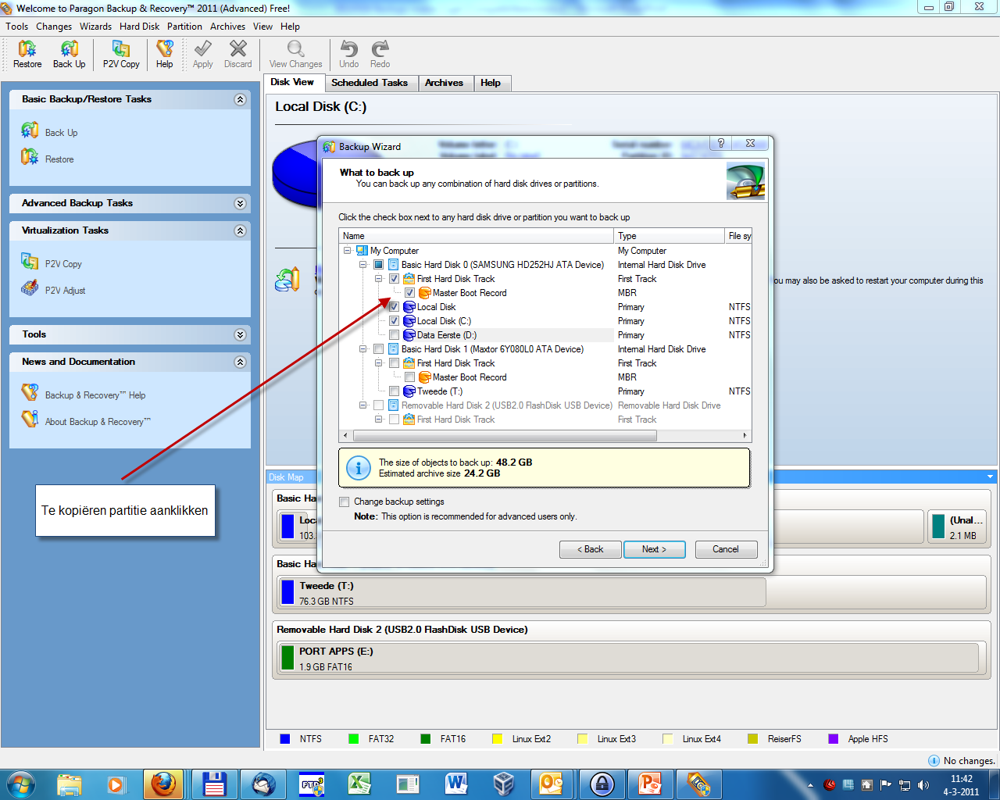 Welcome to Paragon Backup & Recovery™ 2011 (Advanced) Free!
Tools Changes Wizards Hard Disk Partition Archives View Help
Restore Back Up P2V Copy Help Apply Discard View Changes Undo Redo
Disk View Scheduled Tasks Archives Help
Basic Backup/Restore Tasks
Back Up
Restore
Advanced Backup Tasks
Virtualization Tasks
P2V Copy
P2V Adjust
Tools
News and Documentation
Backup & Recovery™ Help
About Backup & Recovery™
Te kopiëren partitie aanklikken
Local Disk (C:)
ou may also be asked to restart your computer during this
Backup Wizard
What to back up
You can back up any combination of hard disk drives or partitions.
Click the check box next to any hard disk drive or partition you want to back up
Name Type File sy
My Computer My Computer
Basic Hard Disk 0 (SAMSUNG HD252HJ ATA Device) Internal Hard Disk Drive
First Hard Disk Track First Track
Master Boot Record MBR
Local Disk Primary NTFS
Local Disk (C:) Primary NTFS
Data Eerste (D:) Primary NTFS
Basic Hard Disk 1 (Maxtor 6Y080L0 ATA Device) Internal Hard Disk Drive
First Hard Disk Track First Track
Master Boot Record MBR
Tweede (T:) Primary NTFS
Removable Hard Disk 2 (USB2.0 FlashDisk USB Device) Removable Hard Disk Drive
First Hard Disk Track First Track
The size of objects to back up: 48.2 GB
Estimated archive size 24.2 GB
Change backup settings
Note: This option is recommended for advanced users only.
< Back Next > Cancel
Disk Map
Basic Ha
Loc
103.
(Unal...
2.1 MB
Basic Ha
Tweede (T:)
76.3 GB NTFS
Removable Hard Disk 2 (USB2.0 FlashDisk USB Device)
PORT APPS (E:)
1.9 GB FAT16
NTFS FAT32 FAT16 Linux Ext2 Linux Ext3 Linux Ext4 ReiserFS Apple HFS
No changes.
11:42
4-3-2011